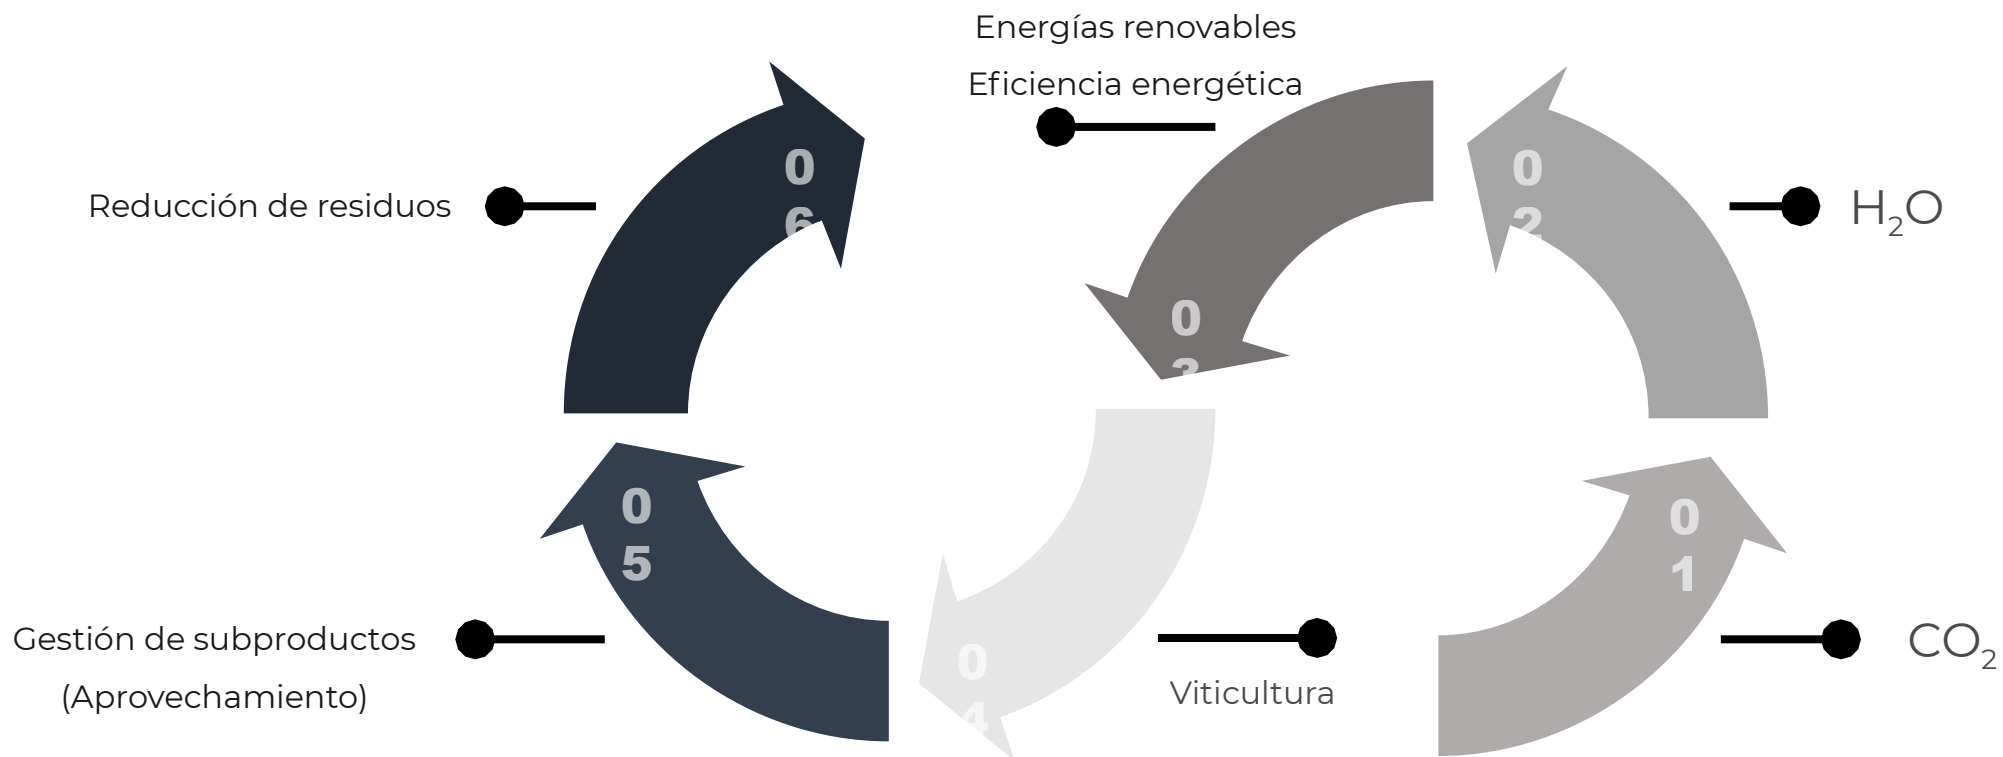 Energías renovables
Eficiencia energética
0
6
0
2
Reducción de residuos
H₂O
0
3
0
5
0
1
Gestión de subproductos
(Aprovechamiento)
0
4
Viticultura
CO₂